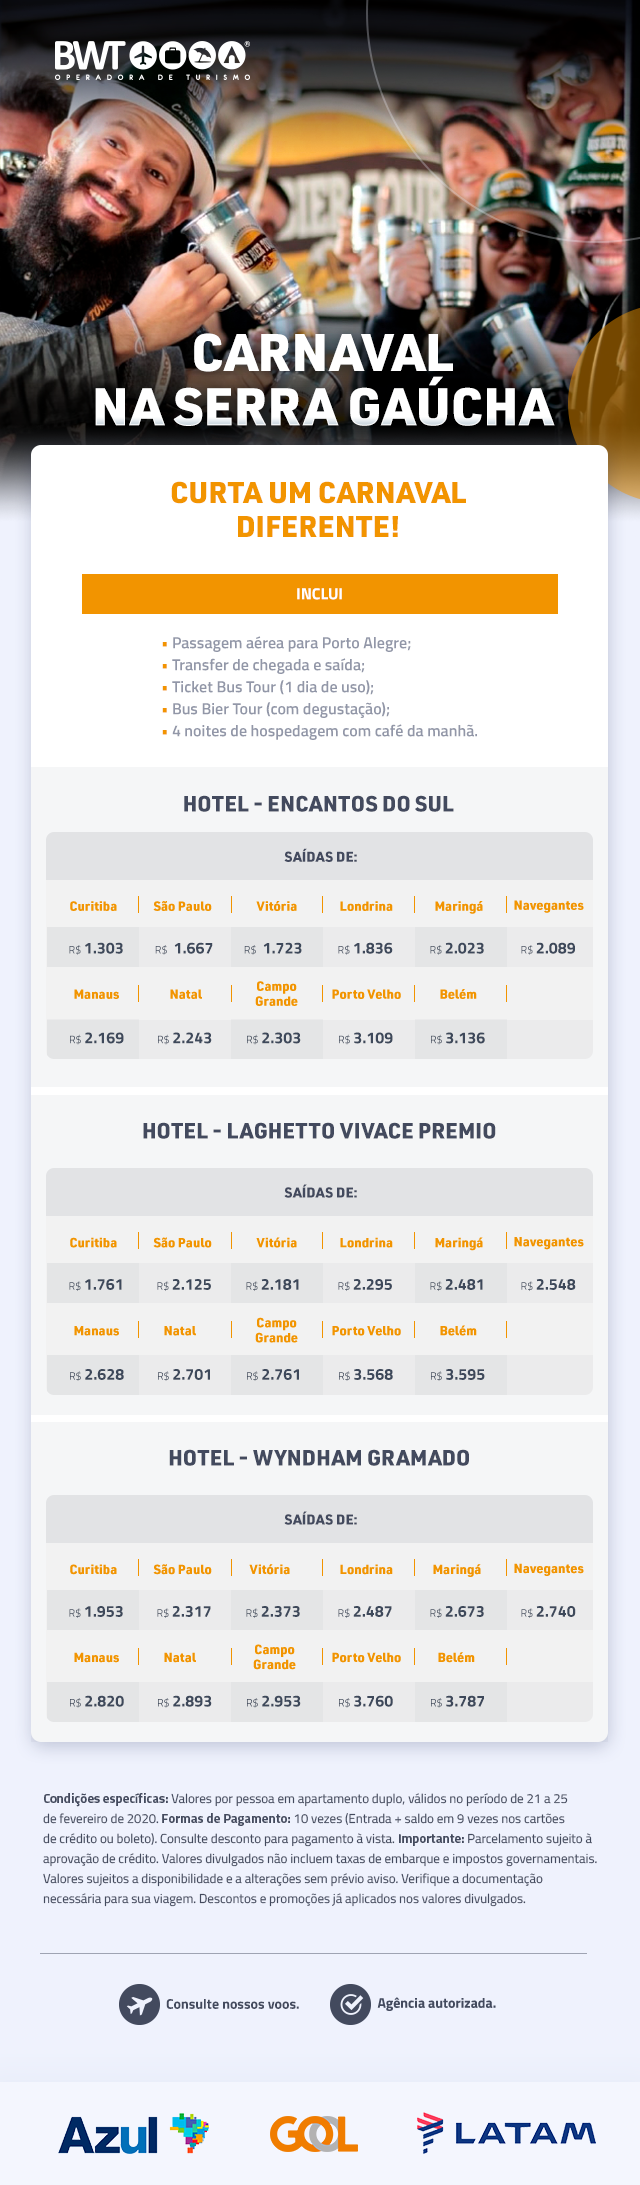 BWT
OPERADORA DE TURISMO
BIER TOUR
BUS BIER TOUR
CARNAVAL
NA SERRA GAÚCHA
CURTA UM CARNAVAL
DIFERENTE!
INCLUI
▪ Passagem aérea para Porto Alegre;
▪ Transfer de chegada e saída;
▪ Ticket Bus Tour (1 dia de uso);
▪ Bus Bier Tour (com degustação);
▪ 4 noites de hospedagem com café da manhã.
HOTEL - ENCANTOS DO SUL
SAÍDAS DE:
Curitiba São Paulo Vitória Londrina Maringá Navegantes
R$ 1.303 R$ 1.667 R$ 1.723 R$ 1.836 R$ 2.023 R$ 2.089
Manaus Natal Campo Grande Porto Velho Belém
R$ 2.169 R$ 2.243 R$ 2.303 R$ 3.109 R$ 3.136
HOTEL - LAGHETTO VIVACE PREMIO
SAÍDAS DE:
Curitiba São Paulo Vitória Londrina Maringá Navegantes
R$ 1.761 R$ 2.125 R$ 2.181 R$ 2.295 R$ 2.481 R$ 2.548
Manaus Natal Campo Grande Porto Velho Belém
R$ 2.628 R$ 2.701 R$ 2.761 R$ 3.568 R$ 3.595
HOTEL - WYNDHAM GRAMADO
SAÍDAS DE:
Curitiba São Paulo Vitória Londrina Maringá Navegantes
R$ 1.953 R$ 2.317 R$ 2.373 R$ 2.487 R$ 2.673 R$ 2.740
Manaus Natal Campo Grande Porto Velho Belém
R$ 2.820 R$ 2.893 R$ 2.953 R$ 3.760 R$ 3.787
Condições específicas: Valores por pessoa em apartamento duplo, válidos no período de 21 a 25
de fevereiro de 2020. Formas de Pagamento: 10 vezes (Entrada + saldo em 9 vezes nos cartões
de crédito ou boleto). Consulte desconto para pagamento à vista. Importante: Parcelamento sujeito à
aprovação de crédito. Valores divulgados não incluem taxas de embarque e impostos governamentais.
Valores sujeitos a disponibilidade e a alterações sem prévio aviso. Verifique a documentação
necessária para sua viagem. Descontos e promoções já aplicados nos valores divulgados.
Consulte nossos voos.
Agência autorizada.
Azul
GOL
LATAM